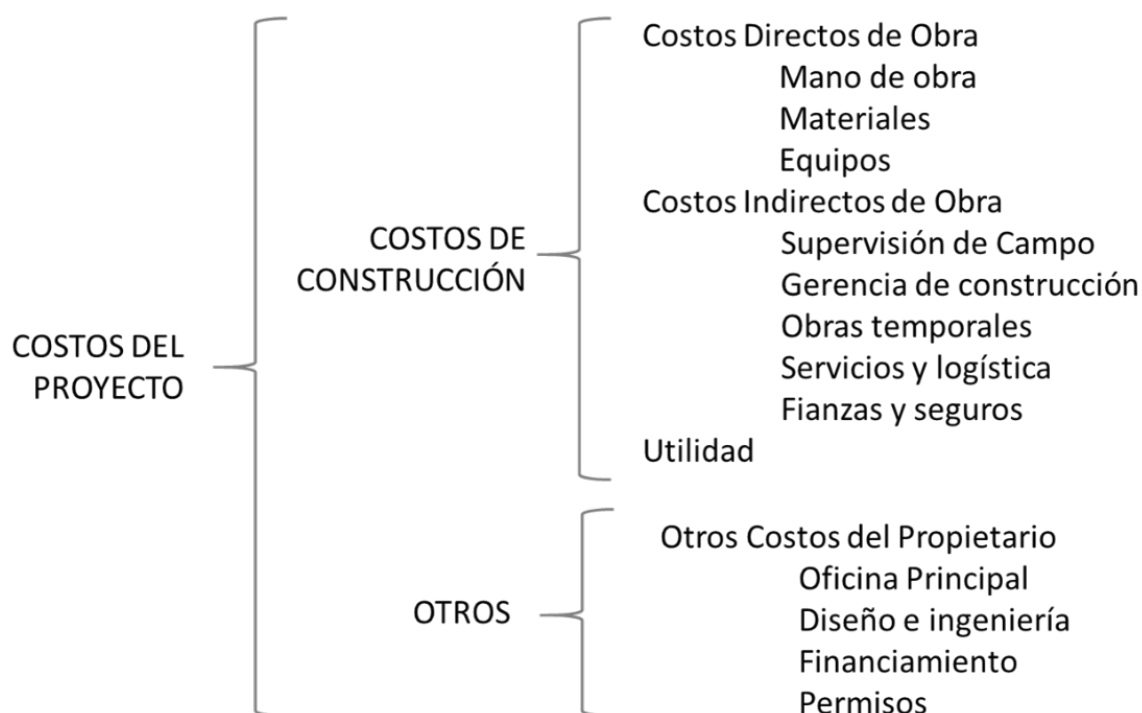 COSTOS DEL
PROYECTO
COSTOS DE
CONSTRUCCIÓN
Costos Directos de Obra
Mano de obra
Materiales
Equipos
Costos Indirectos de Obra
Supervisión de Campo
Gerencia de construcción
Obras temporales
Servicios y logística
Fianzas y seguros
Utilidad
OTROS
Otros Costos del Propietario
Oficina Principal
Diseño e ingeniería
Financiamiento
Permisos